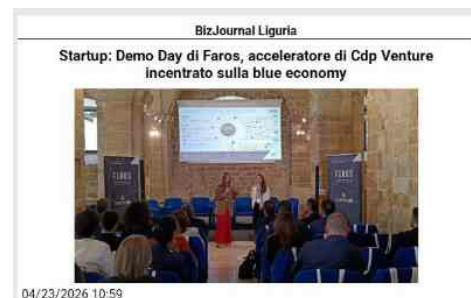 BizJournal Liguria
Startup: Demo Day di Faros, acceleratore di Cdp Venture
incentrato sulla blue economy
FAROS
FAROS
04/23/2026 10:59